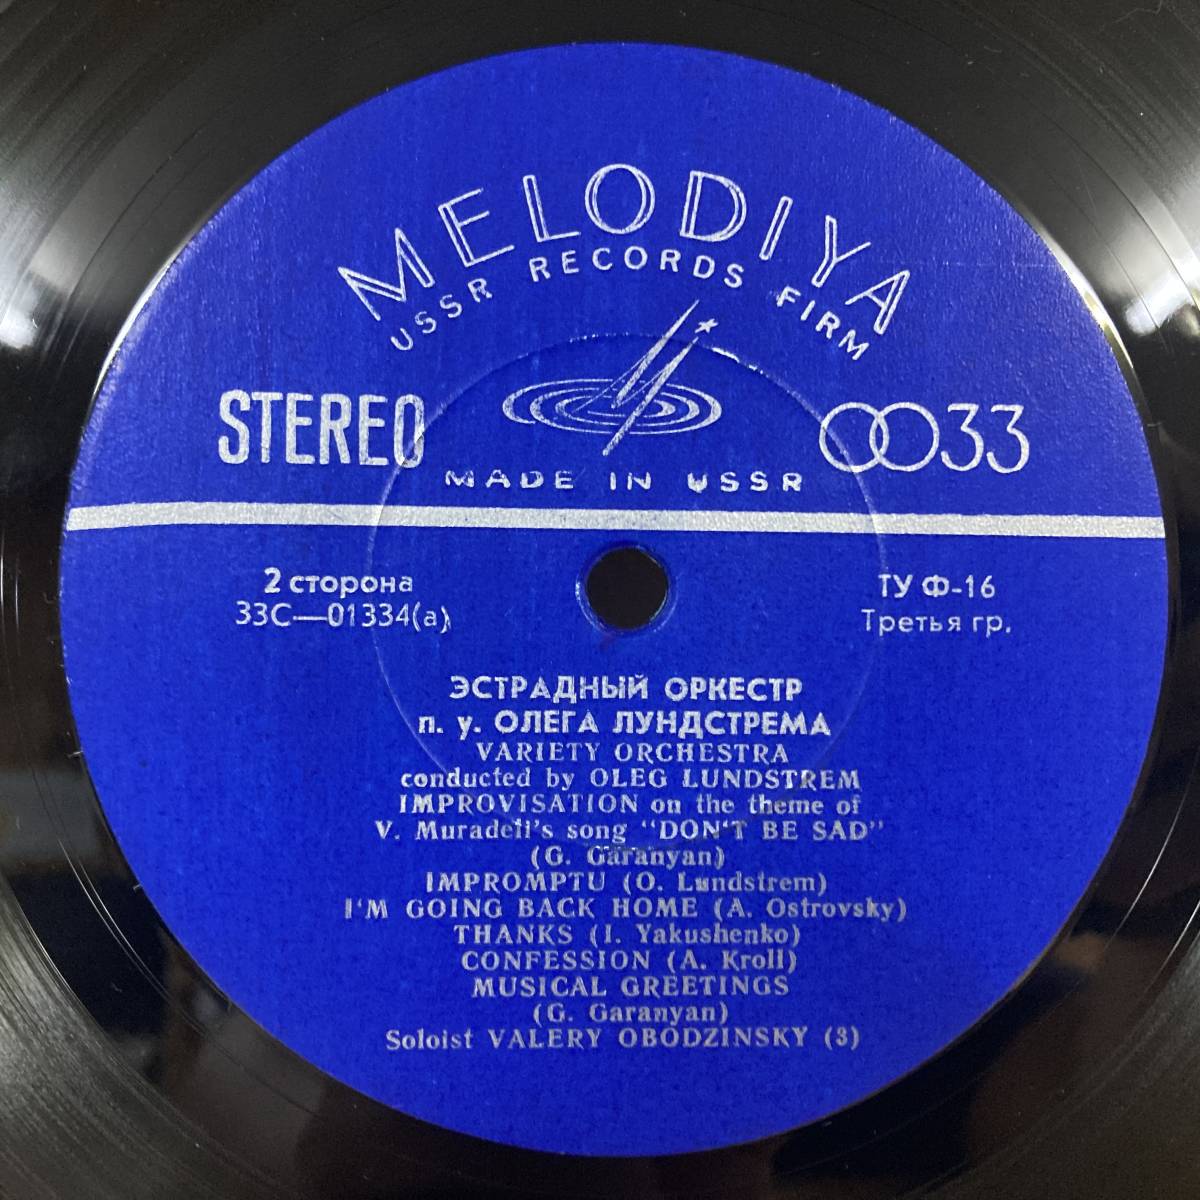 MELODIYA
USSR RECORDS FIRM
STEREO
33
MADE IN USSR
2 сторона
33С—01334(а)
ТУ Ф-16
Третья гр.
ЭСТРАДНЫЙ ОРКЕСТР
п. у. ОЛЕГА ЛУНДСТРЕМА
VARIETY ORCHESTRA
conducted by OLEG LUNDSTREM
IMPROVISATION on the theme of
V. Muradeli's song "DON'T BE SAD"
(G. Garanyan)
IMPROMPTU (O. Lundstrem)
I'M GOING BACK HOME (A. Ostrovsky)
THANKS (I. Yakushenko)
CONFESSION (A. Kroll)
MUSICAL GREETINGS
(G. Garanyan)
Soloist VALERY OBODZINSKY (3)